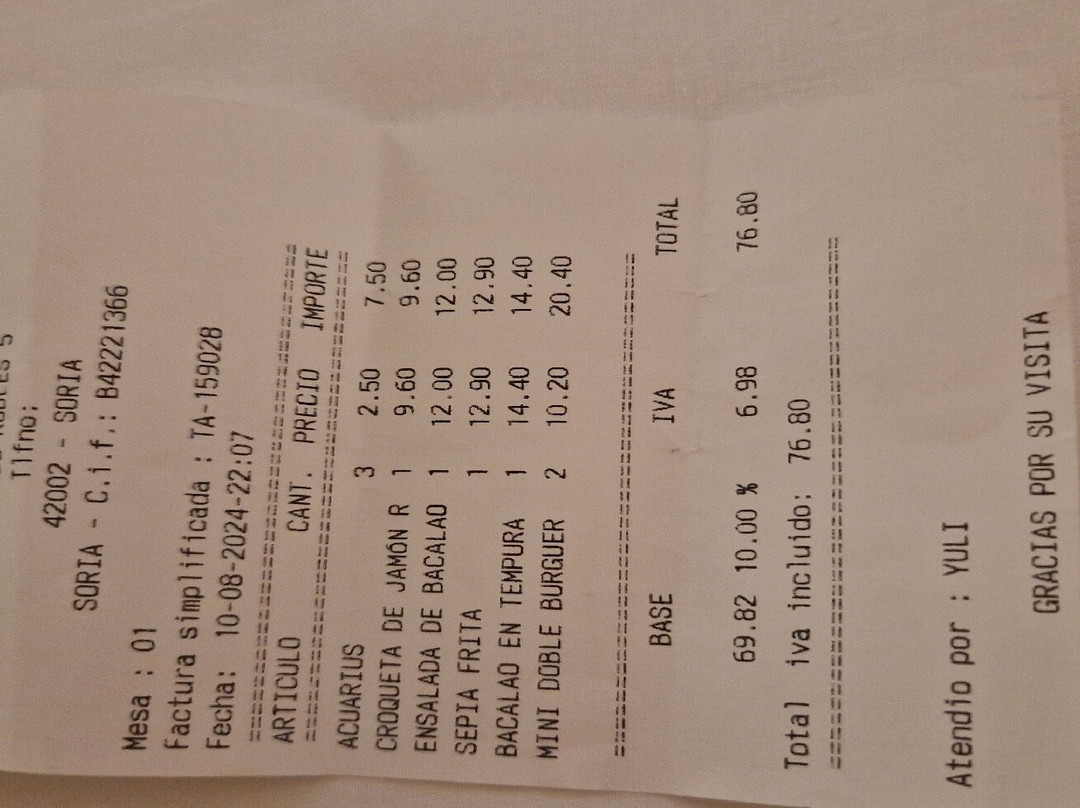 Tlfno:
42002 - SORIA
SORIA - C.i.f.: B42221366
Mesa : 01
Factura simplificada : TA-159028
Fecha: 10-08-2024-22:07
==========================================
ARTICULO CANT. PRECIO IMPORTE
==========================================
ACUARIUS 3 2.50 7.50
CROQUETA DE JAMÓN R 1 9.60 9.60
ENSALADA DE BACALAO 1 12.00 12.00
SEPIA FRITA 1 12.90 12.90
BACALAO EN TEMPURA 1 14.40 14.40
MINI DOBLE BURGUER 2 10.20 20.40
==========================================
BASE IVA TOTAL
69.82 10.00 % 6.98 76.80
Total iva incluido: 76.80
==========================================
Atendio por : YULI
GRACIAS POR SU VISITA